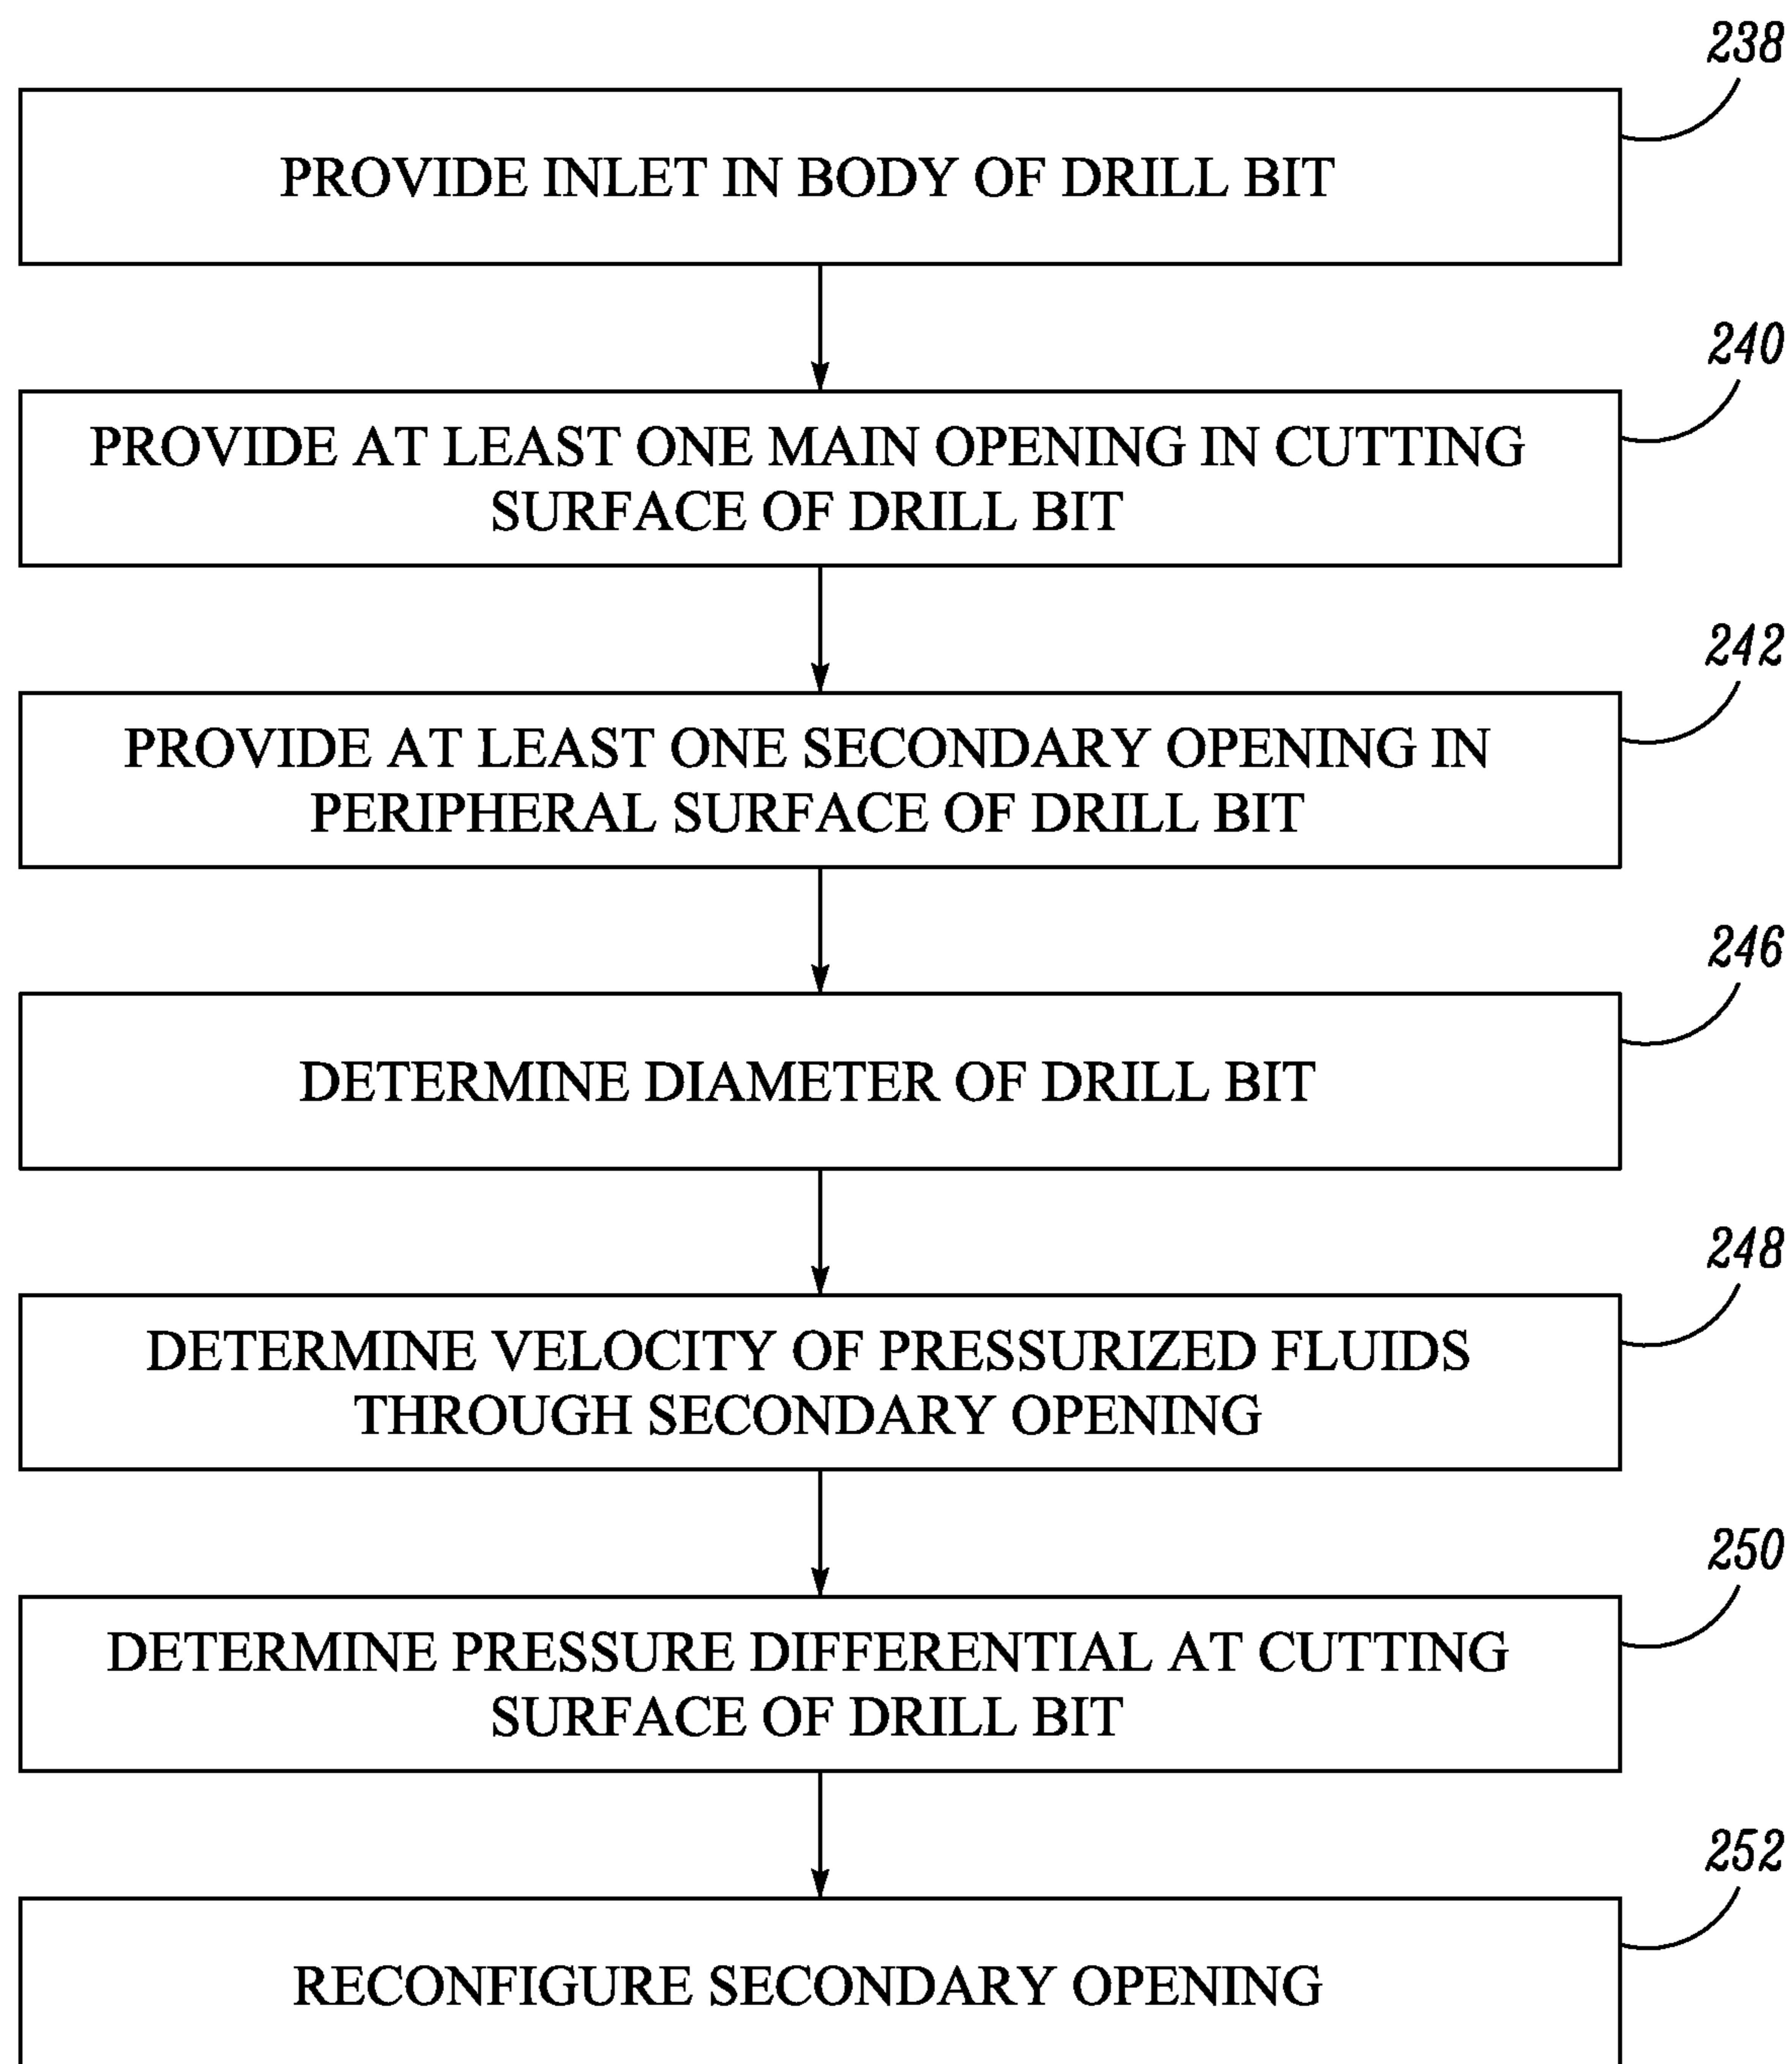 238
PROVIDE INLET IN BODY OF DRILL BIT
240
PROVIDE AT LEAST ONE MAIN OPENING IN CUTTING
SURFACE OF DRILL BIT
242
PROVIDE AT LEAST ONE SECONDARY OPENING IN
PERIPHERAL SURFACE OF DRILL BIT
246
DETERMINE DIAMETER OF DRILL BIT
248
DETERMINE VELOCITY OF PRESSURIZED FLUIDS
THROUGH SECONDARY OPENING
250
DETERMINE PRESSURE DIFFERENTIAL AT CUTTING
SURFACE OF DRILL BIT
252
RECONFIGURE SECONDARY OPENING